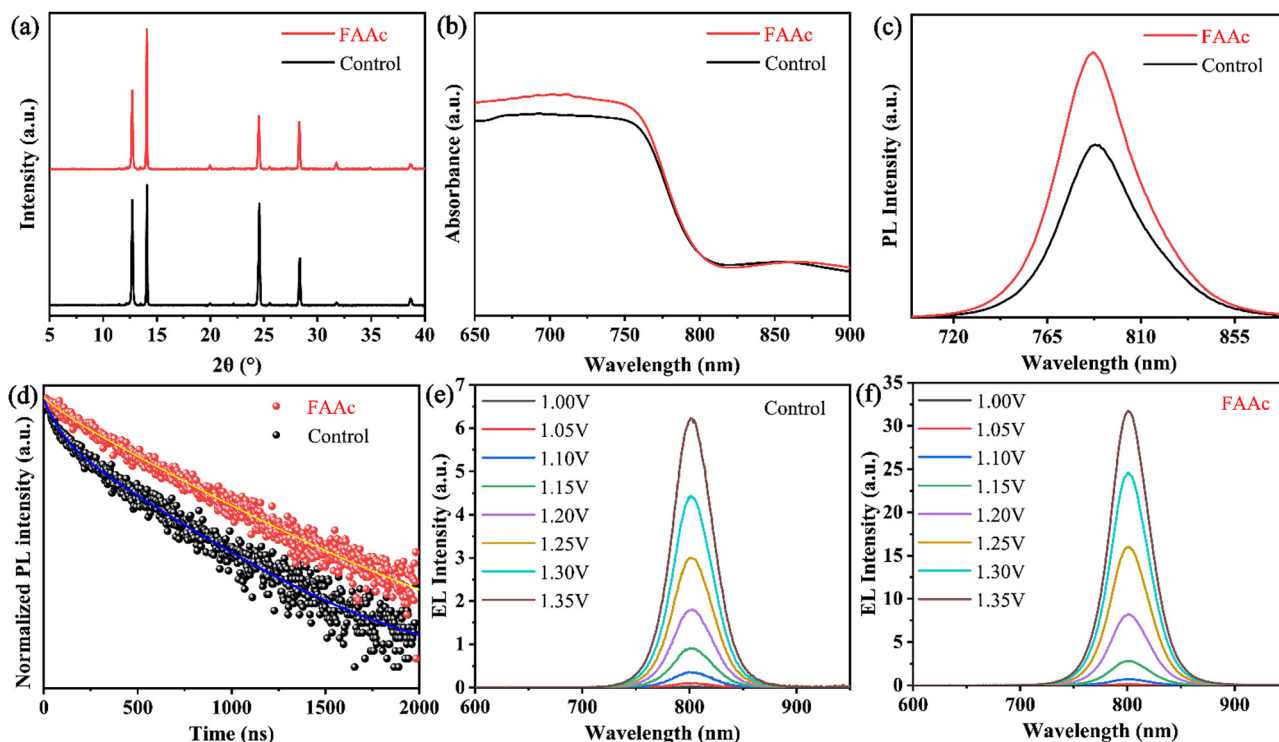 (a)
FAAc
Control
Intensity (a.u.)
5 10 15 20 25 30 35 40
2θ (°)
(b)
FAAc
Control
Absorbance (a.u.)
650 700 750 800 850 900
Wavelength (nm)
(c)
FAAc
Control
PL Intensity (a.u.)
720 765 810 855
Wavelength (nm)
(d)
FAAc
Control
Normalized PL Intensity (a.u.)
0 500 1000 1500 2000
Time (ns)
(e)
Control
1.00V
1.05V
1.10V
1.15V
1.20V
1.25V
1.30V
1.35V
EL Intensity (a.u.)
7
6
5
4
3
2
1
0
600 700 800 900
Wavelength (nm)
(f)
FAAc
1.00V
1.05V
1.10V
1.15V
1.20V
1.25V
1.30V
1.35V
EL Intensity (a.u.)
35
30
25
20
15
10
5
0
600 700 800 900
Wavelength (nm)